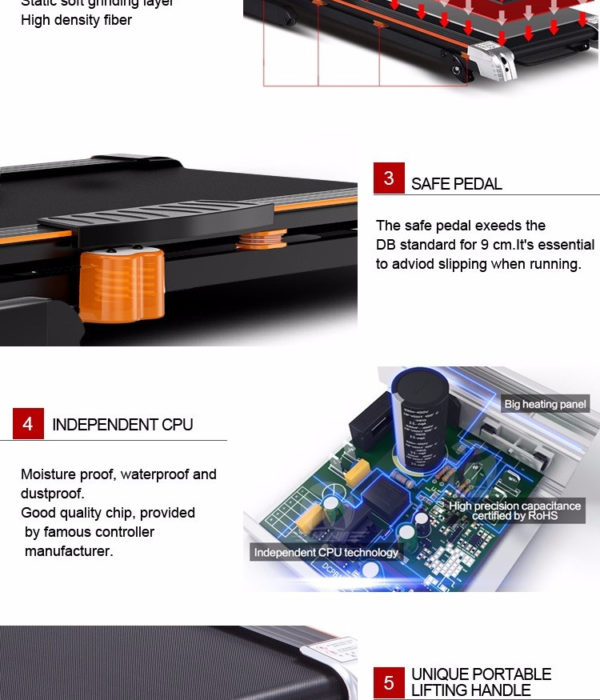 Static soft grinding layer
High density fiber
3
SAFE PEDAL
The safe pedal exeeds the
DB standard for 9 cm.It's essential
to adviod slipping when running.
4
INDEPENDENT CPU
Moisture proof, waterproof and
dustproof.
Good quality chip, provided
by famous controller
manufacturer.
Big heating panel
High precision capacitance
certified by RoHS
Independent CPU technology
5
UNIQUE PORTABLE
LIFTING HANDLE